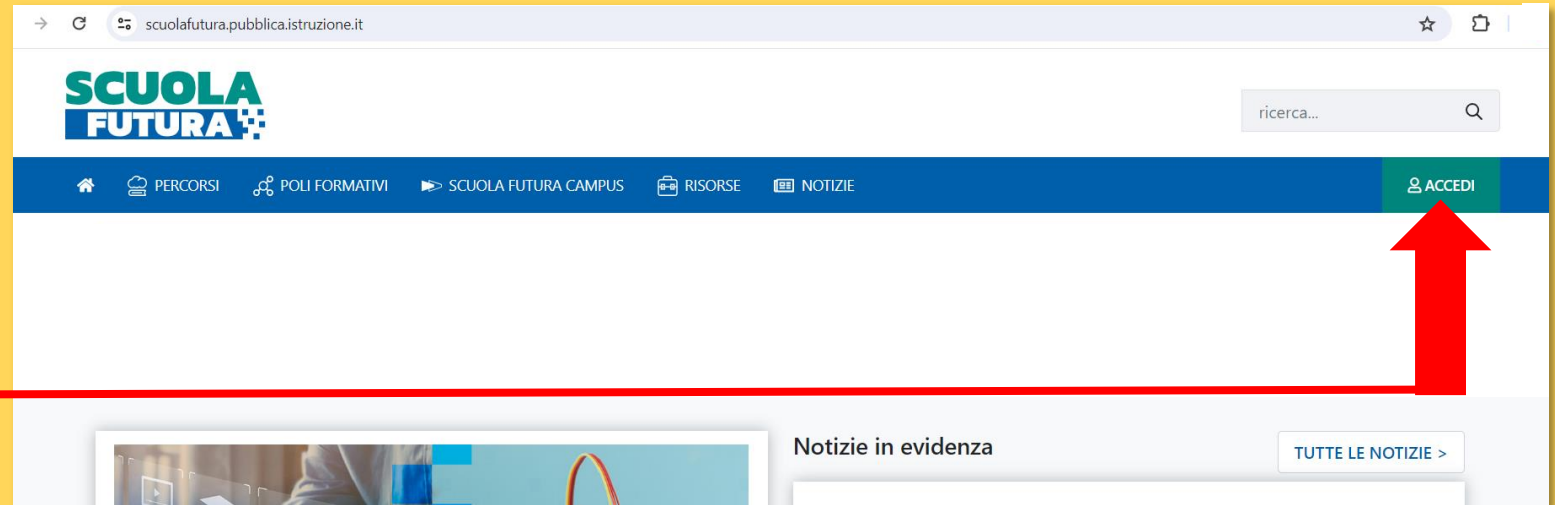 scuolafutura.pubblica.istruzione.it
SCUOLA
FUTURA
ricerca...
PERCORSI POLI FORMATIVI SCUOLA FUTURA CAMPUS RISORSE NOTIZIE ACCEDI
Notizie in evidenza
TUTTE LE NOTIZIE >